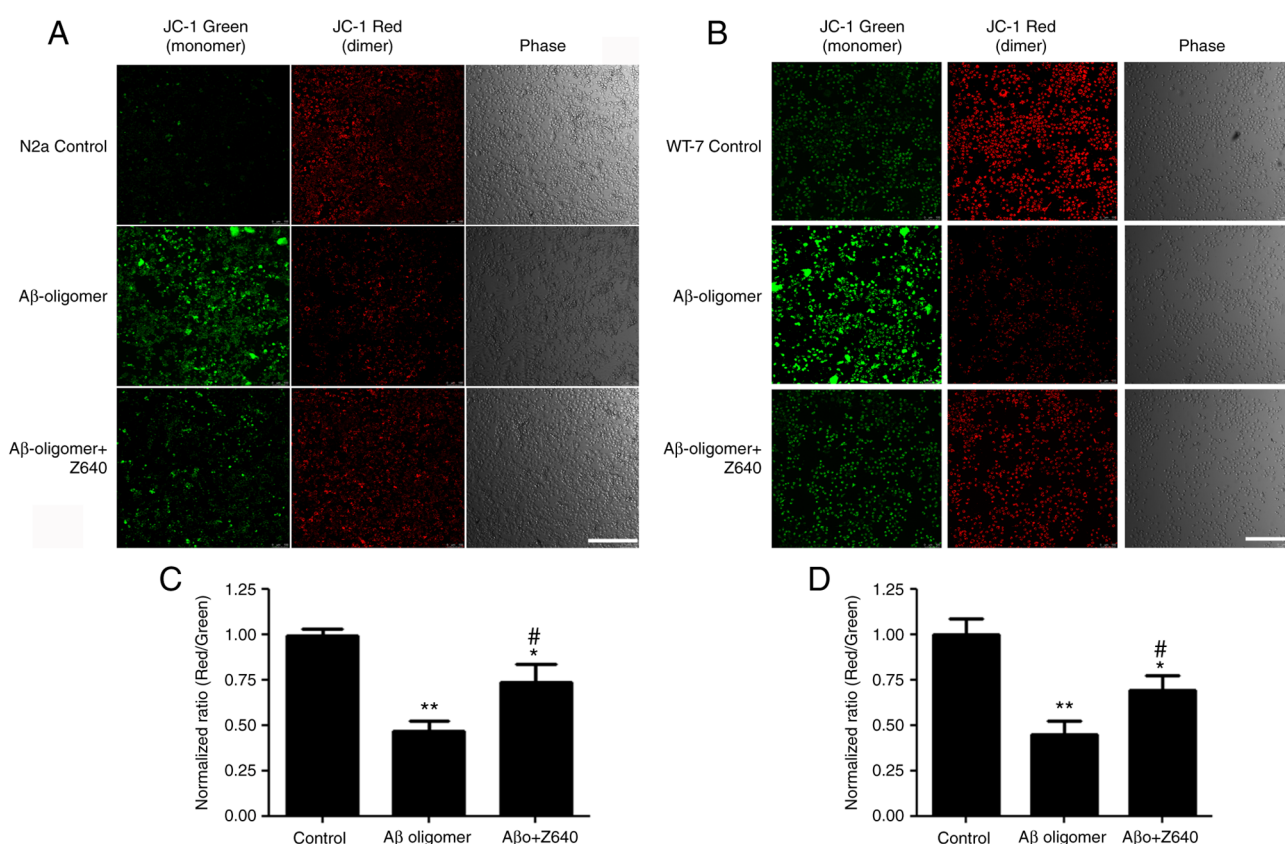 A
JC-1 Green
(monomer)
JC-1 Red
(dimer)
Phase
N2a Control
Aβ-oligomer
Aβ-oligomer+
Z640
B
JC-1 Green
(monomer)
JC-1 Red
(dimer)
Phase
WT-7 Control
Aβ-oligomer
Aβ-oligomer+
Z640
C
Normalized ratio (Red/Green)
1.25
1.00
0.75
0.50
0.25
0.00
**
#
*
Control
Aβ oligomer
Aβo+Z640
D
Normalized ratio (Red/Green)
1.25
1.00
0.75
0.50
0.25
0.00
**
#
*
Control
Aβ oligomer
Aβo+Z640